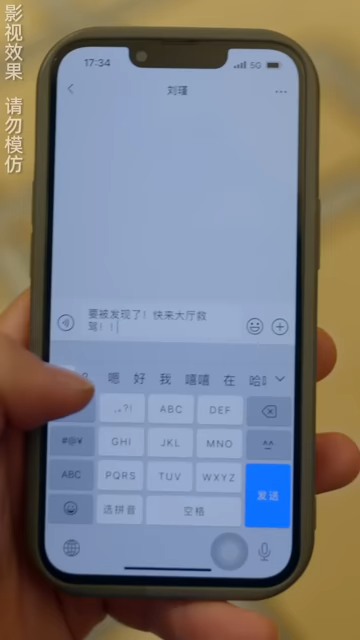 影视效果 请勿模仿
17:34
5G
刘瑾
要被发现了！快来大厅救
驾！！
嗯 好 我 嘻嘻 在 哈哈
,。?! ABC DEF
#@¥ GHI JKL MNO ^^
ABC PQRS TUV WXYZ 发送
选拼音 空格